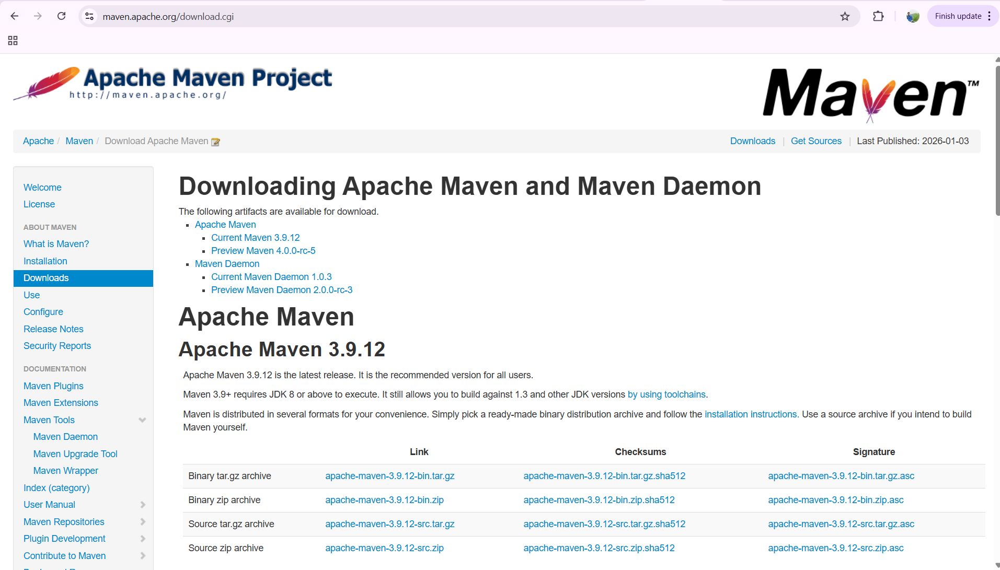 maven.apache.org/download.cgi
Finish update
Apache Maven Project
http://maven.apache.org/
Maven™
Apache / Maven / Download Apache Maven
Downloads | Get Sources | Last Published: 2026-01-03
Welcome
License
ABOUT MAVEN
What is Maven?
Installation
Downloads
Use
Configure
Release Notes
Security Reports
DOCUMENTATION
Maven Plugins
Maven Extensions
Maven Tools
Maven Daemon
Maven Upgrade Tool
Maven Wrapper
Index (category)
User Manual
Maven Repositories
Plugin Development
Contribute to Maven
Downloading Apache Maven and Maven Daemon
The following artifacts are available for download.
Apache Maven
Current Maven 3.9.12
Preview Maven 4.0.0-rc-5
Maven Daemon
Current Maven Daemon 1.0.3
Preview Maven Daemon 2.0.0-rc-3
Apache Maven
Apache Maven 3.9.12
Apache Maven 3.9.12 is the latest release. It is the recommended version for all users.
Maven 3.9+ requires JDK 8 or above to execute. It still allows you to build against 1.3 and other JDK versions by using toolchains.
Maven is distributed in several formats for your convenience. Simply pick a ready-made binary distribution archive and follow the installation instructions. Use a source archive if you intend to build
Maven yourself.
Link Checksums Signature
Binary tar.gz archive apache-maven-3.9.12-bin.tar.gz apache-maven-3.9.12-bin.tar.gz.sha512 apache-maven-3.9.12-bin.tar.gz.asc
Binary zip archive apache-maven-3.9.12-bin.zip apache-maven-3.9.12-bin.zip.sha512 apache-maven-3.9.12-bin.zip.asc
Source tar.gz archive apache-maven-3.9.12-src.tar.gz apache-maven-3.9.12-src.tar.gz.sha512 apache-maven-3.9.12-src.tar.gz.asc
Source zip archive apache-maven-3.9.12-src.zip apache-maven-3.9.12-src.zip.sha512 apache-maven-3.9.12-src.zip.asc